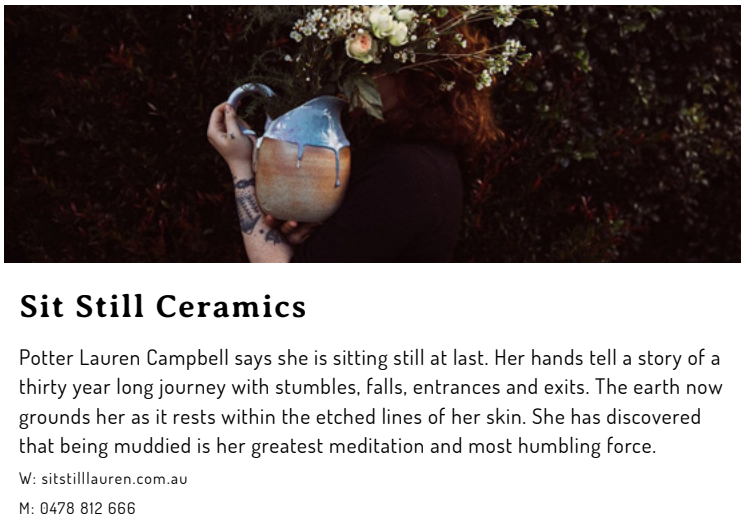 Sit Still Ceramics
Potter Lauren Campbell says she is sitting still at last. Her hands tell a story of a
thirty year long journey with stumbles, falls, entrances and exits. The earth now
grounds her as it rests within the etched lines of her skin. She has discovered
that being muddied is her greatest meditation and most humbling force.
W: sitstilllauren.com.au
M: 0478 812 666